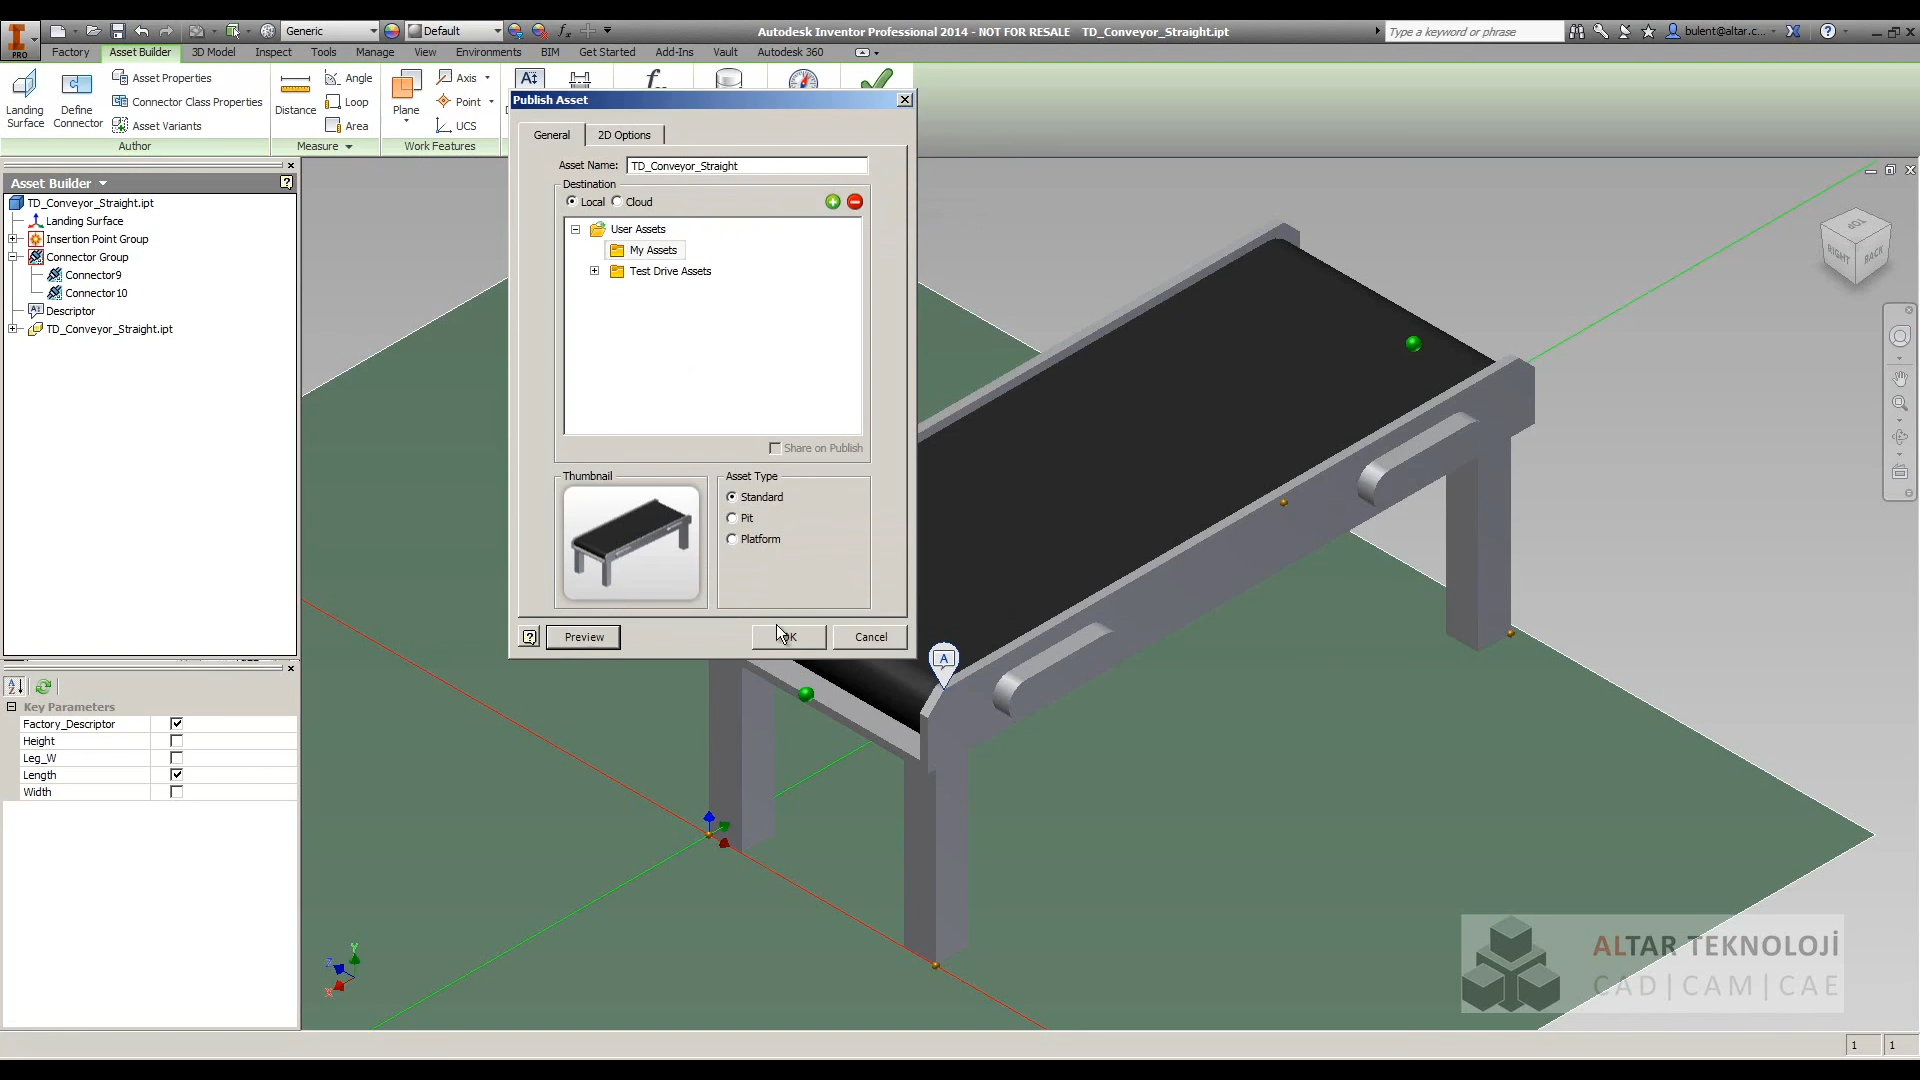 Generic
Default
Autodesk Inventor Professional 2014 - NOT FOR RESALE TD_Conveyor_Straight.ipt
Type a keyword or phrase
bulent@altar.c...
PRO
Factory
Asset Builder
3D Model
Inspect
Tools
Manage
View
Environments
BIM
Get Started
Add-Ins
Vault
Autodesk 360
Landing Surface
Define Connector
Asset Properties
Connector Class Properties
Asset Variants
Author
Distance
Angle
Loop
Area
Measure
Plane
Axis
Point
UCS
Work Features
Publish Asset
General
2D Options
Asset Name:
TD_Conveyor_Straight
Destination
Local
Cloud
User Assets
My Assets
Test Drive Assets
Share on Publish
Thumbnail
Asset Type
Standard
Pit
Platform
Preview
OK
Cancel
Asset Builder
TD_Conveyor_Straight.ipt
Landing Surface
Insertion Point Group
Connector Group
Connector9
Connector10
Descriptor
TD_Conveyor_Straight.ipt
Key Parameters
Factory_Descriptor
Height
Leg_W
Length
Width
TOP
RIGHT
BACK
A
Y
Z
X
ALTAR TEKNOLOJİ
CAD|CAM|CAE
1
1